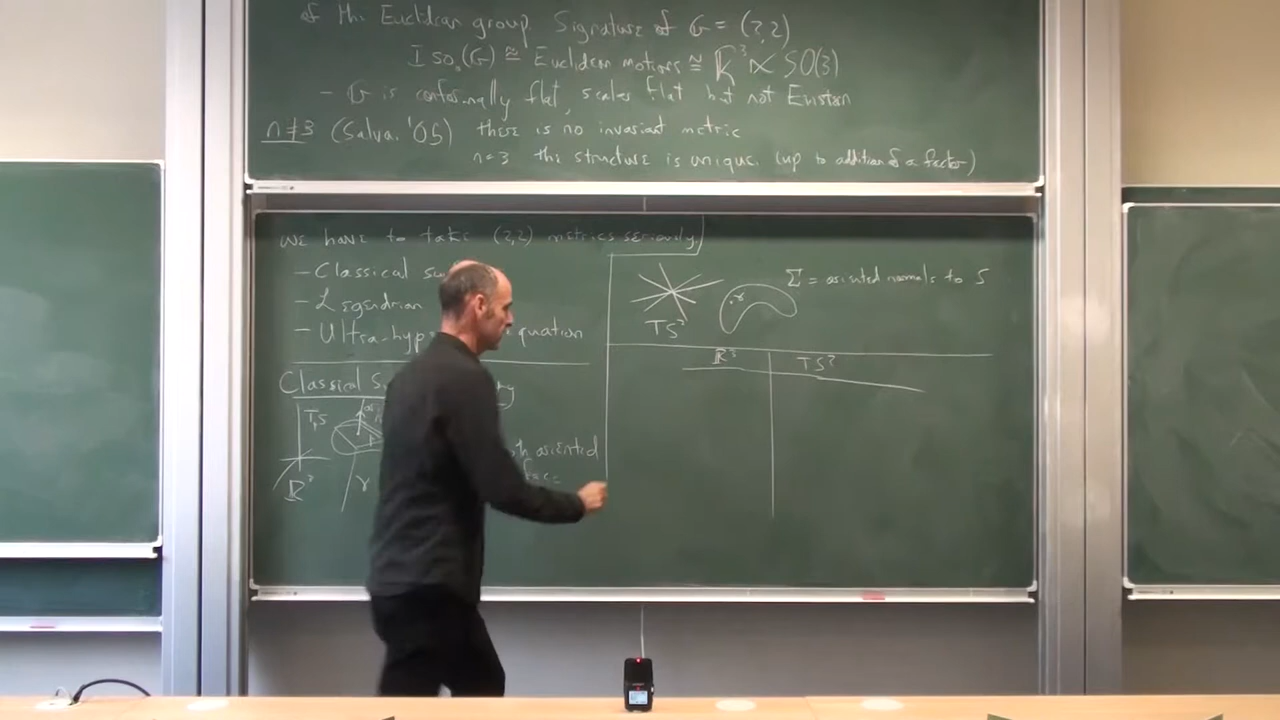 of the Euclidean group. Signature of G = (2,2)
Iso₀(G) ≅ Euclidean motions ≅ ℝ³ ⋊ SO(3)
- G is conformally flat, scalar flat but not Einstein
n≠3 (Salvai '05) there is no invariant metric
n=3 the structure is unique. (up to addition of a factor)
We have to take (2,2) metrics seriously
- Classical
- Legendrian
- Ultra-hyp equation
Classical S
TₚS
ℝ³
γ
oriented
TS²
Σ = oriented normals to S
ℝ³
TS²